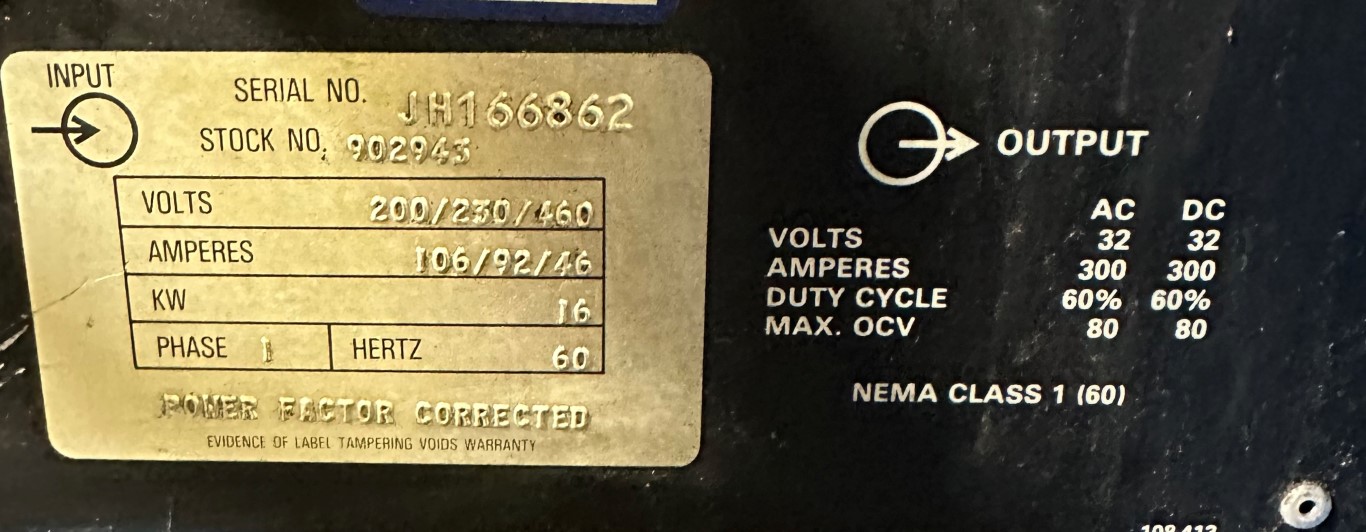 INPUT
SERIAL NO. JH166862
STOCK NO. 902943
VOLTS 200/230/460
AMPERES 106/92/46
KW 16
PHASE 1 HERTZ 60
POWER FACTOR CORRECTED
EVIDENCE OF LABEL TAMPERING VOIDS WARRANTY
OUTPUT
AC DC
VOLTS 32 32
AMPERES 300 300
DUTY CYCLE 60% 60%
MAX. OCV 80 80
NEMA CLASS 1 (60)